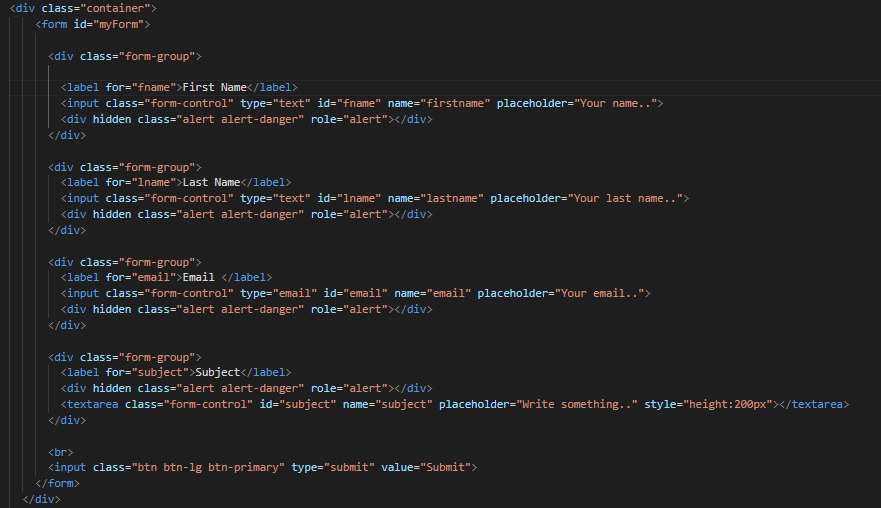 <div class="container">
<form id="myForm">
<div class="form-group">
<label for="fname">First Name</label>
<input class="form-control" type="text" id="fname" name="firstname" placeholder="Your name..">
<div hidden class="alert alert-danger" role="alert"></div>
</div>
<div class="form-group">
<label for="lname">Last Name</label>
<input class="form-control" type="text" id="lname" name="lastname" placeholder="Your last name..">
<div hidden class="alert alert-danger" role="alert"></div>
</div>
<div class="form-group">
<label for="email">Email </label>
<input class="form-control" type="email" id="email" name="email" placeholder="Your email..">
<div hidden class="alert alert-danger" role="alert"></div>
</div>
<div class="form-group">
<label for="subject">Subject</label>
<div hidden class="alert alert-danger" role="alert"></div>
<textarea class="form-control" id="subject" name="subject" placeholder="Write something.." style="height:200px"></textarea>
</div>
<br>
<input class="btn btn-lg btn-primary" type="submit" value="Submit">
</form>
</div>